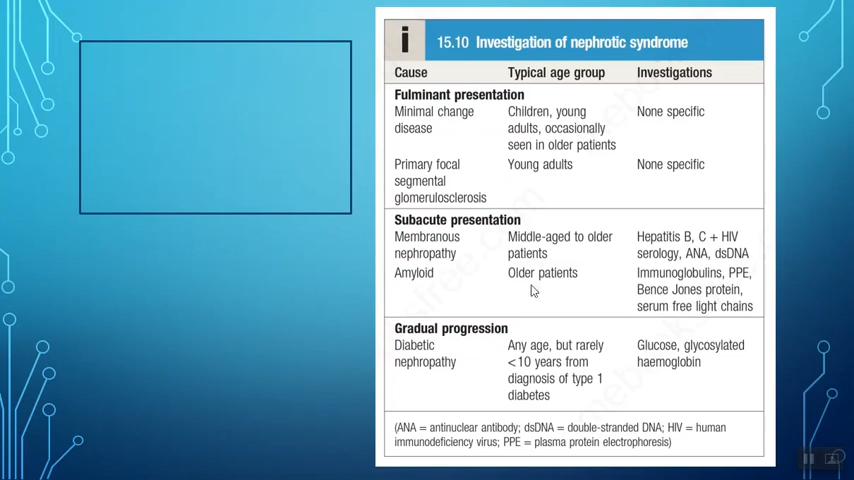 i 15.10 Investigation of nephrotic syndrome
Cause Typical age group Investigations
Fulminant presentation
Minimal change Children, young None specific
disease adults, occasionally
seen in older patients
Primary focal Young adults None specific
segmental
glomerulosclerosis
Subacute presentation
Membranous Middle-aged to older Hepatitis B, C + HIV
nephropathy patients serology, ANA, dsDNA
Amyloid Older patients Immunoglobulins, PPE,
Bence Jones protein,
serum free light chains
Gradual progression
Diabetic Any age, but rarely Glucose, glycosylated
nephropathy <10 years from haemoglobin
diagnosis of type 1
diabetes
(ANA = antinuclear antibody; dsDNA = double-stranded DNA; HIV = human
immunodeficiency virus; PPE = plasma protein electrophoresis)